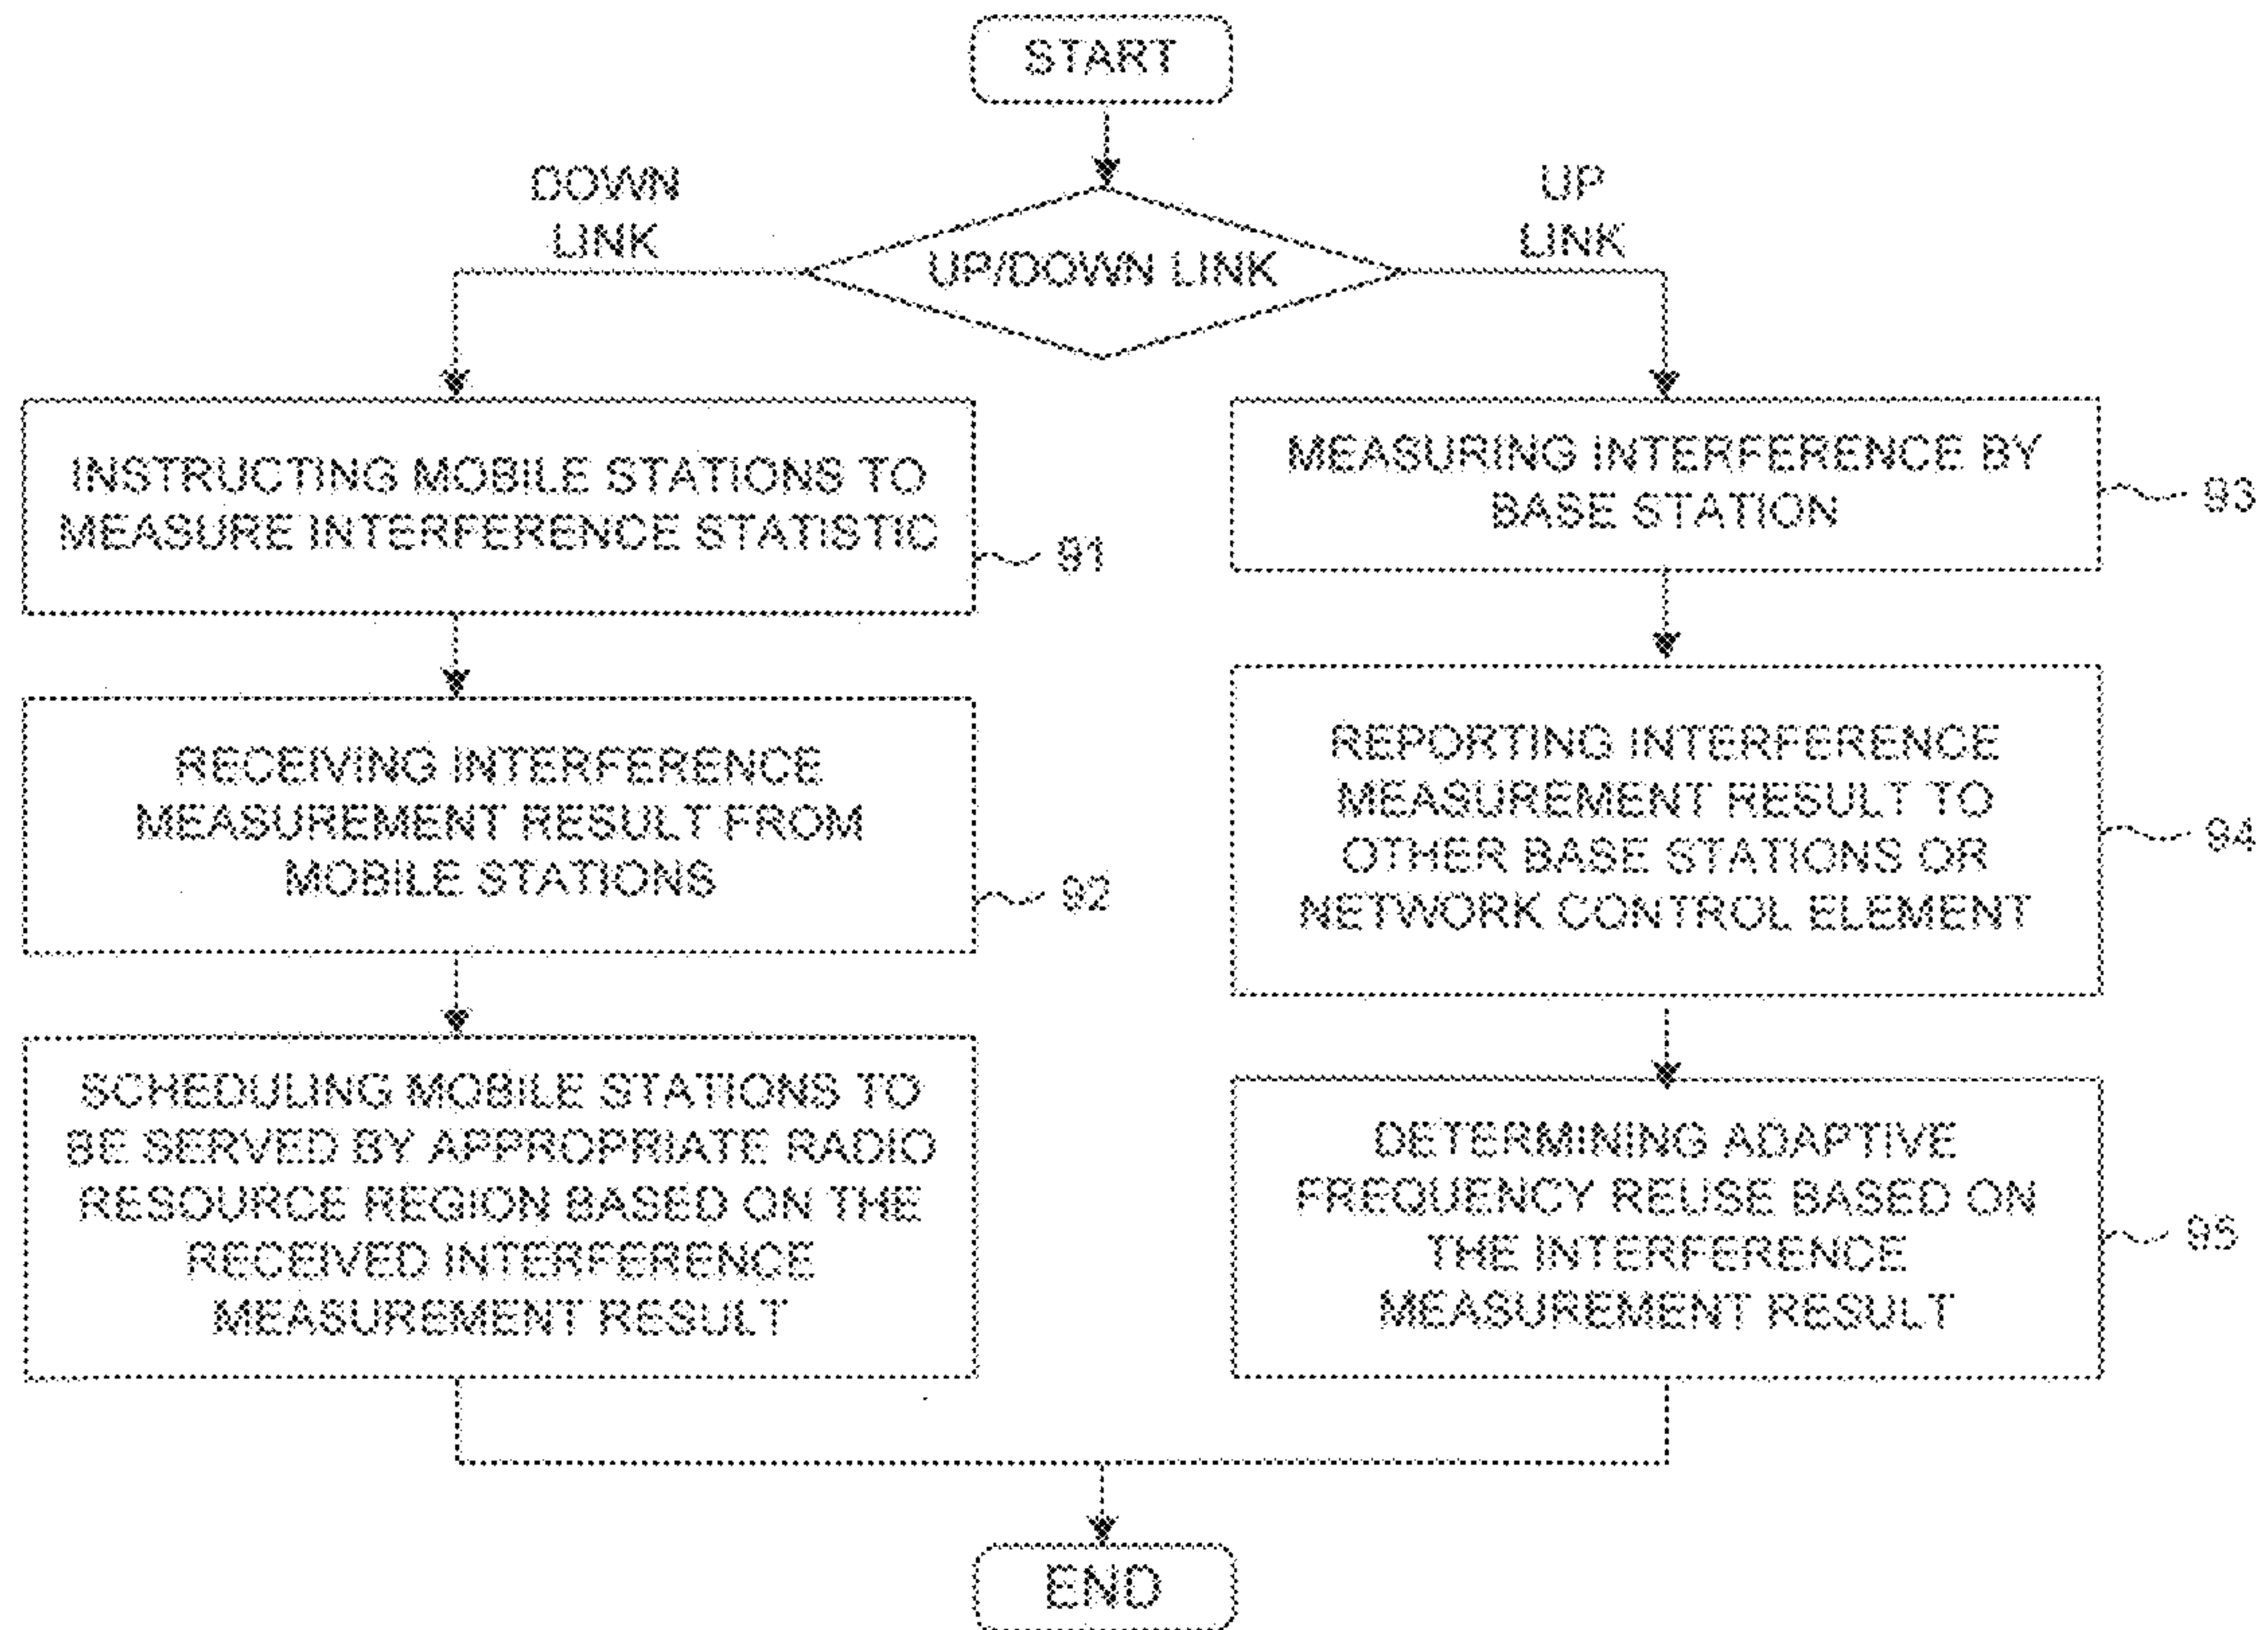 START
DOWN
LINK
UP/DOWN LINK
UP
LINK
INSTRUCTING MOBILE STATIONS TO
MEASURE INTERFERENCE STATISTIC
91
RECEIVING INTERFERENCE
MEASUREMENT RESULT FROM
MOBILE STATIONS
92
SCHEDULING MOBILE STATIONS TO
BE SERVED BY APPROPRIATE RADIO
RESOURCE REGION BASED ON THE
RECEIVED INTERFERENCE
MEASUREMENT RESULT
MEASURING INTERFERENCE BY
BASE STATION
93
REPORTING INTERFERENCE
MEASUREMENT RESULT TO
OTHER BASE STATIONS OR
NETWORK CONTROL ELEMENT
94
DETERMINING ADAPTIVE
FREQUENCY REUSE BASED ON
THE INTERFERENCE
MEASUREMENT RESULT
95
END